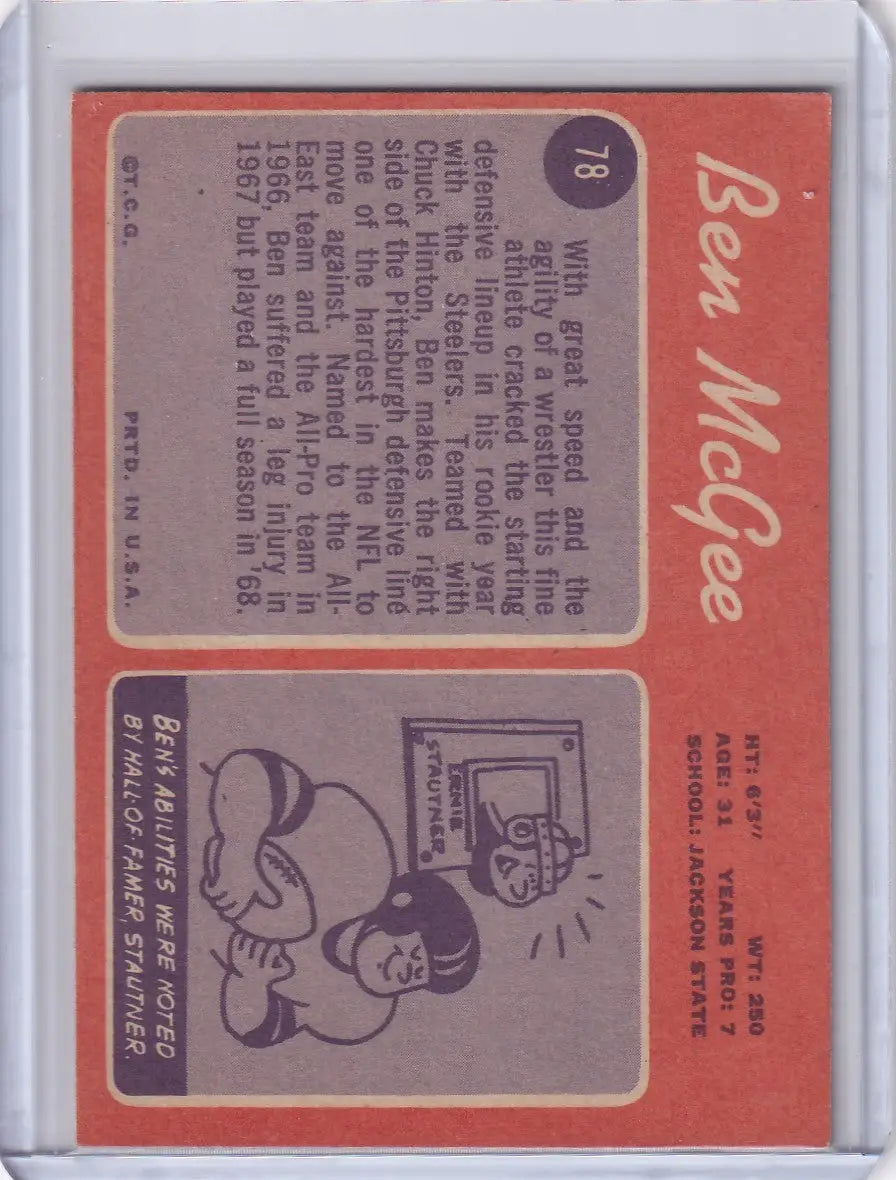 Ben McGee
HT: 6'3" WT: 250
AGE: 31 YEARS PRO: 7
SCHOOL: JACKSON STATE
78
With great speed and the
agility of a wrestler this fine
athlete cracked the starting
defensive lineup in his rookie year
with the Steelers. Teamed with
Chuck Hinton, Ben makes the right
side of the Pittsburgh defensive line
one of the hardest in the NFL to
move against. Named to the All-
East team and the All-Pro team in
1966, Ben suffered a leg injury in
1967 but played a full season in '68.
©T.C.G. PRTD. IN U.S.A.
ERNIE
STAUTNER
BEN'S ABILITIES WERE NOTED
BY HALL-OF-FAMER, STAUTNER.